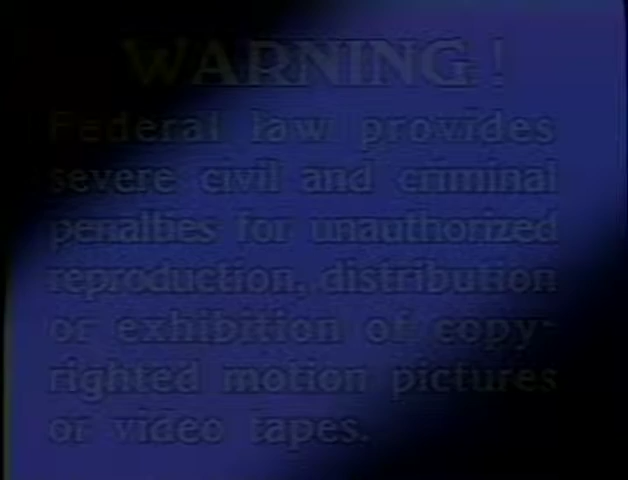 WARNING!
Federal law provides
severe civil and criminal
penalties for unauthorized
reproduction, distribution
or exhibition of copy-
righted motion pictures
or video tapes.